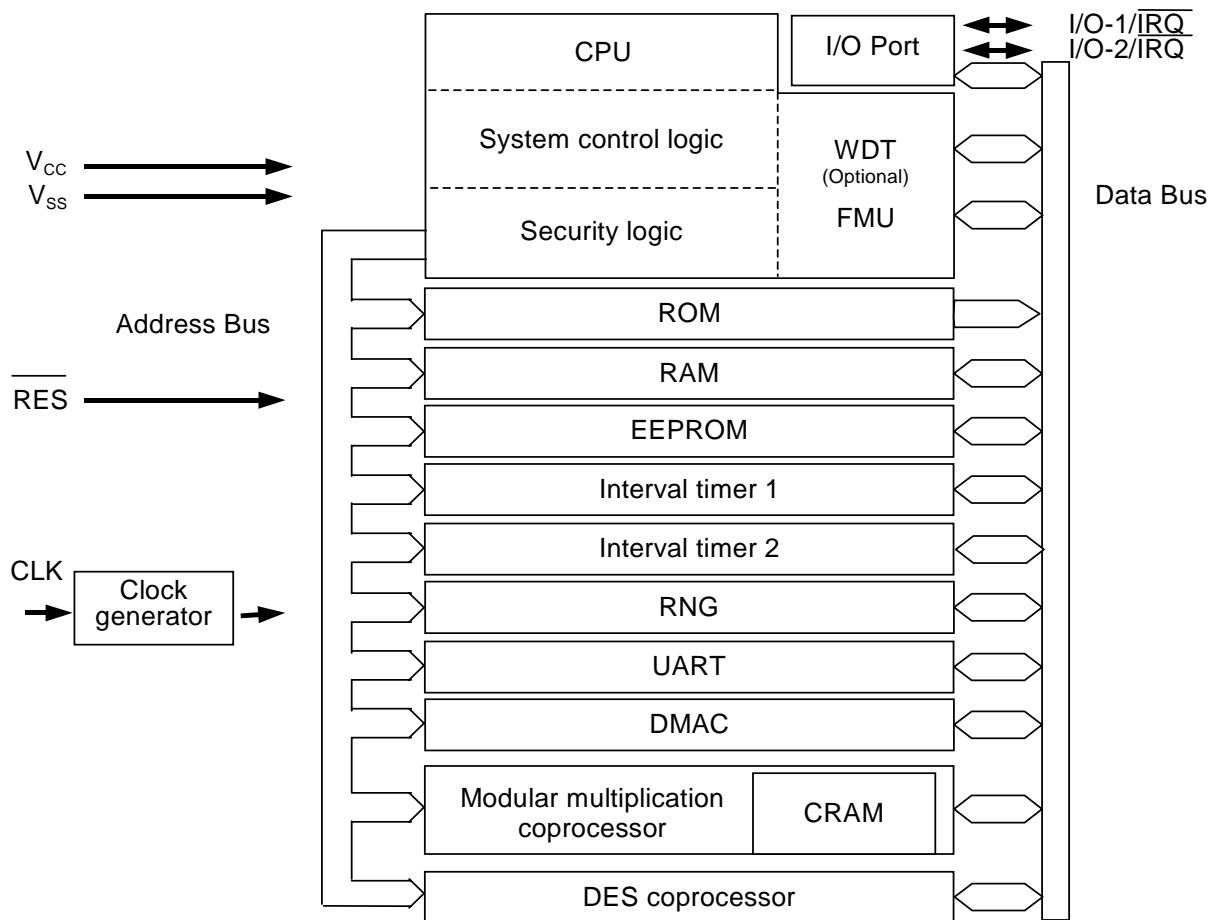 CPU
I/O Port
I/O-1/IRQ
I/O-2/IRQ
System control logic
WDT
(Optional)
FMU
Security logic
VCC
VSS
Data Bus
Address Bus
RES
ROM
RAM
EEPROM
Interval timer 1
Interval timer 2
CLK
Clock
generator
RNG
UART
DMAC
Modular multiplication
coprocessor
CRAM
DES coprocessor